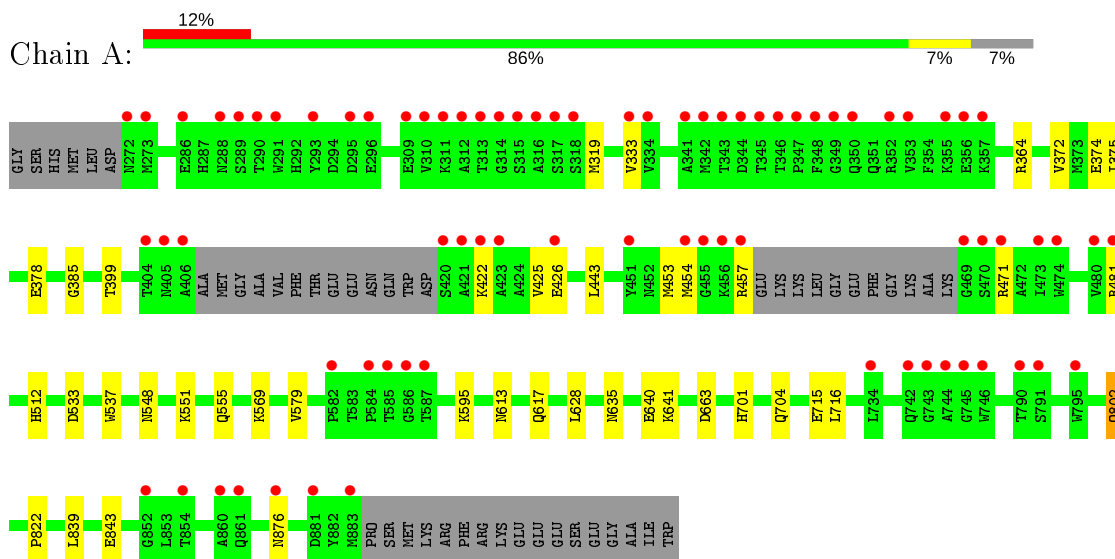 12%
Chain A:
86% 7% 7%
GLY SER HIS MET LEU ASP N272 M273 E286 H287 N288 S289 T290 W291 H292 Y293 D294 D295 E296 E309 V310 K311 A312 T313 G314 S315 A316 S317 S318 M319 V333 V334 A341 M342 T343 D344 T345 T346 P347 F348 G349 Q350 Q351 R352 V353 F354 K355 E356 K357 R364 V372 M373 E374 I375
E378 G385 T399 T404 N405 A406 ALA MET GLY ALA VAL PHE THR GLU GLU ASN GLN TRP ASP S420 A421 K422 A423 A424 V425 E426 L443 Y451 N452 M453 M454 G455 K456 R457 GLU LYS LYS LEU GLY GLU PHE GLY LYS ALA LYS G469 S470 R471 A472 I473 W474 V480 R481
H512 D533 W537 N548 K551 Q555 K569 V579 P582 T583 P584 T585 G586 T587 K595 N613 Q617 L628 N635 E640 K641 D663 H701 Q704 E715 L716 L734 Q742 G743 A744 G745 W746 T790 S791 W795
P822 L839 E843 G852 L853 T854 A860 Q861 N876 D881 Y882 M883 PRO SER MET LYS ARG PHE ARG LYS GLU GLU GLU SER GLU GLY ALA ILE TRP